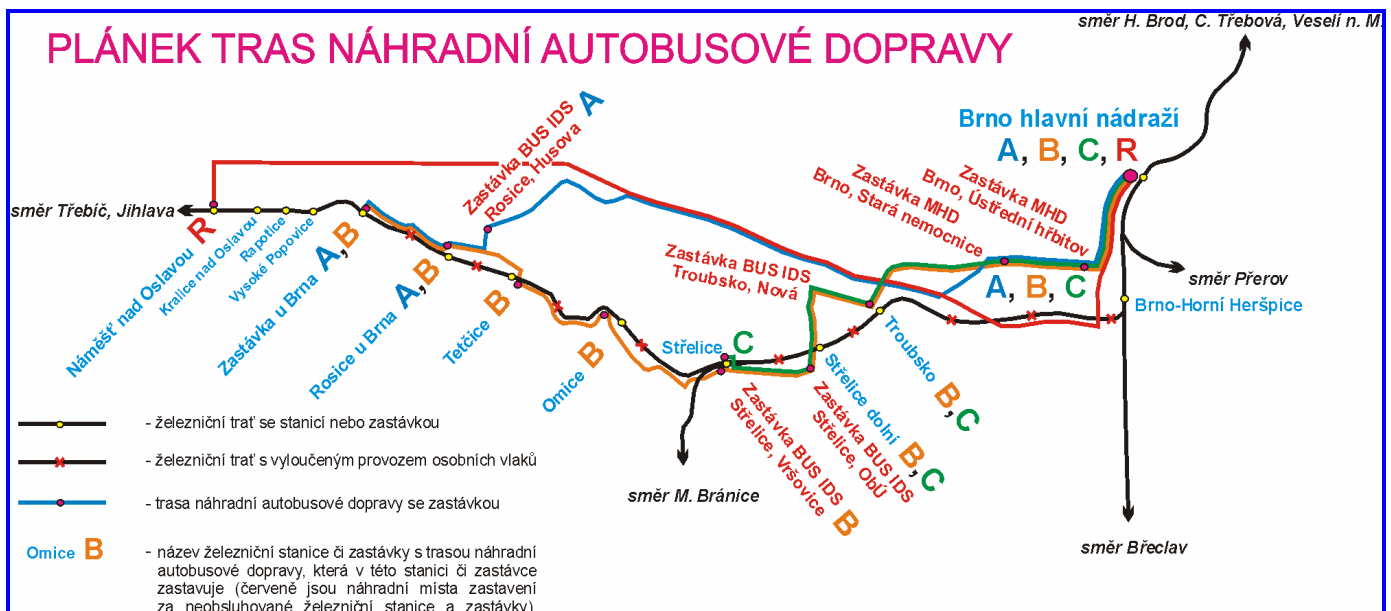 směr H. Brod, C. Třebová, Veselí n. M.
PLÁNEK TRAS NÁHRADNÍ AUTOBUSOVÉ DOPRAVY
Brno hlavní nádraží
A, B, C, R
Zastávka BUS IDS
Rosice, Husova A
Zastávka MHD
Brno, Ústřední hřbitov
Zastávka MHD
Brno, Stará nemocnice
A, B, C
směr Třebíč, Jihlava
Náměšť nad Oslavou R
Kralice nad Oslavou
Rapotice
Vysoké Popovice
Zastávka u Brna A,B
Rosice u Brna A,B
Tetčice B
Omice B
Zastávka BUS IDS
Troubsko, Nová
Střelice C
směr Přerov
Brno-Horní Heršpice
Troubsko B,C
Střelice dolní B,C
Zastávka BUS IDS
Střelice, ObÚ
Zastávka BUS IDS
Střelice, Vršovice B
směr M. Bránice
směr Břeclav
- železniční trať se stanicí nebo zastávkou
- železniční trať s vyloučeným provozem osobních vlaků
- trasa náhradní autobusové dopravy se zastávkou
Omice B - název železniční stanice či zastávky s trasou náhradní
autobusové dopravy, která v této stanici či zastávce
zastavuje (červeně jsou náhradní místa zastavení
za neobsluhované železniční stanice a zastávky)